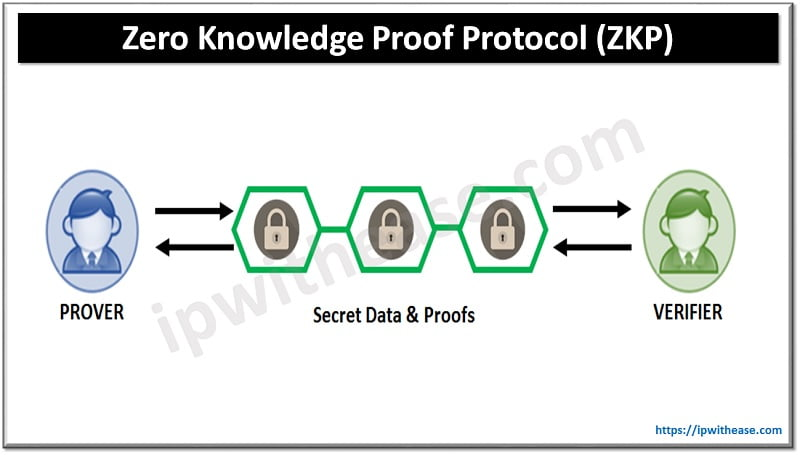 Zero Knowledge Proof Protocol (ZKP)
ipwithease.com
PROVER
Secret Data & Proofs
VERIFIER
https://ipwithease.com